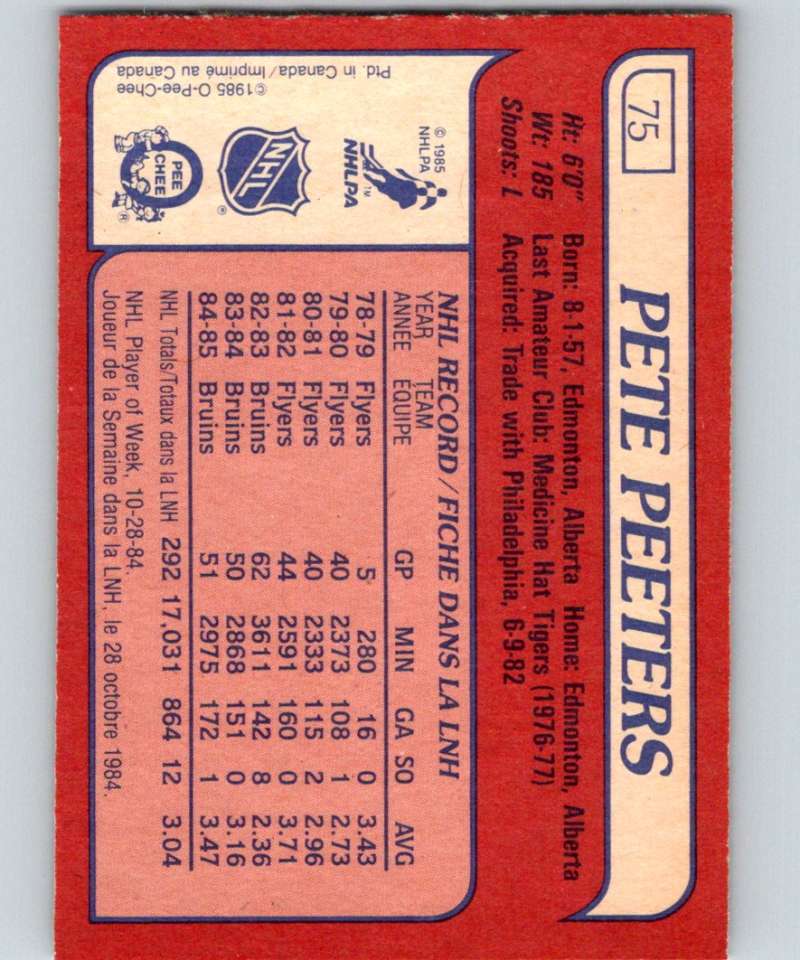 75
PETE PEETERS
Ht: 6'0" Born: 8-1-57, Edmonton, Alberta Home: Edmonton, Alberta
Wt: 185 Last Amateur Club: Medicine Hat Tigers (1976-77)
Shoots: L Acquired: Trade with Philadelphia, 6-9-82
NHL RECORD / FICHE DANS LA LNH
YEAR TEAM
ANNÉE ÉQUIPE GP MIN GA SO AVG
78-79 Flyers 5 280 16 0 3.43
79-80 Flyers 40 2373 108 1 2.73
80-81 Flyers 40 2333 115 2 2.96
81-82 Flyers 44 2591 160 0 3.71
82-83 Bruins 62 3611 142 8 2.36
83-84 Bruins 50 2868 151 0 3.16
84-85 Bruins 51 2975 172 1 3.47
NHL Totals/Totaux dans la LNH 292 17,031 864 12 3.04
NHL Player of Week, 10-28-84.
Joueur de la Semaine dans la LNH, le 28 octobre 1984.
© 1985
NHLPA
NHLPA
TM
NHL
®
O
PEE
CHEE
®
©1985 O-Pee-Chee
Ptd. in Canada/Imprimé au Canada